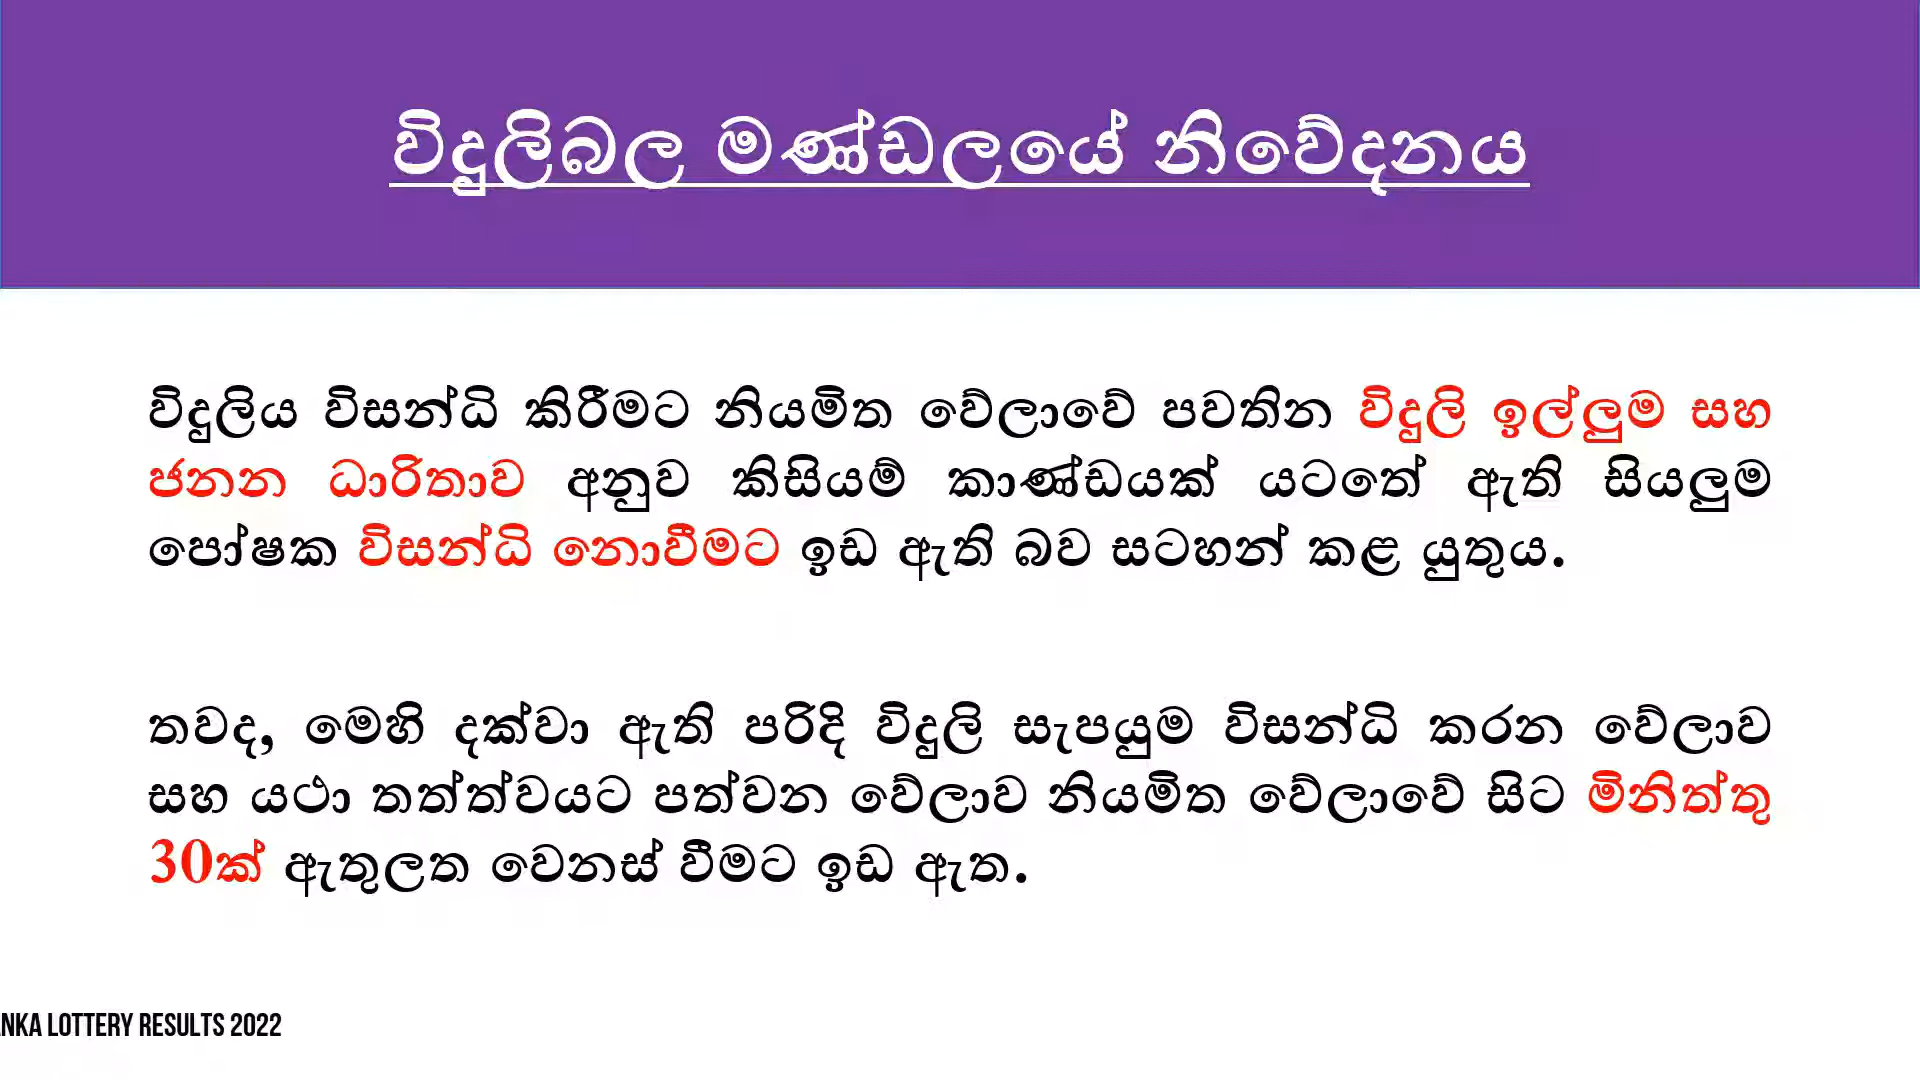 විදුලිබල මණ්ඩලයේ නිවේදනය
විදුලිය විසන්ධි කිරීමට නියමිත වේලාවේ පවතින විදුලි ඉල්ලුම සහ
ජනන ධාරිතාව අනුව කිසියම් කාණ්ඩයක් යටතේ ඇති සියලුම
පෝෂක විසන්ධි නොවීමට ඉඩ ඇති බව සටහන් කළ යුතුය.
තවද, මෙහි දක්වා ඇති පරිදි විදුලි සැපයුම විසන්ධි කරන වේලාව
සහ යථා තත්ත්වයට පත්වන වේලාව නියමිත වේලාවේ සිට මිනිත්තු
30ක් ඇතුලත වෙනස් වීමට ඉඩ ඇත.
NKA LOTTERY RESULTS 2022